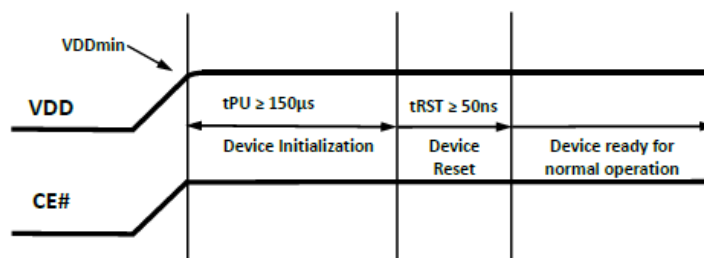 VDDmin
VDD
tPU ≥ 150μs
tRST ≥ 50ns
Device Initialization
Device
Reset
Device ready for
normal operation
CE#